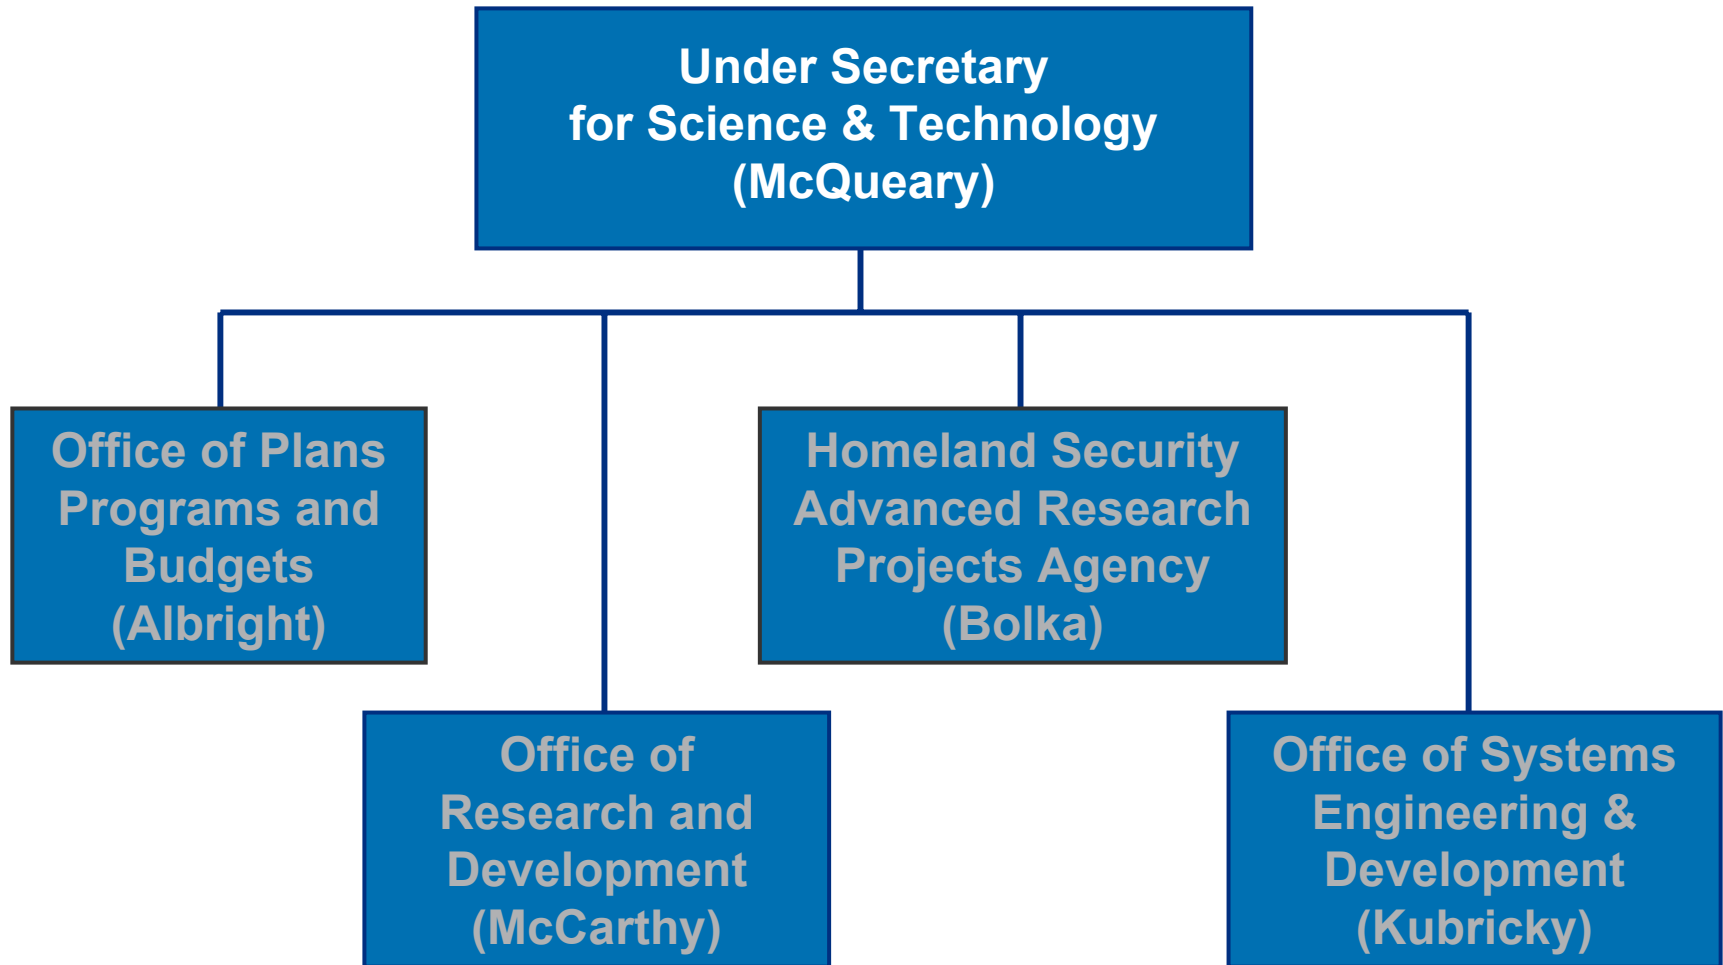 Under Secretary
for Science & Technology
(McQueary)
Office of Plans
Programs and
Budgets
(Albright)
Homeland Security
Advanced Research
Projects Agency
(Bolka)
Office of
Research and
Development
(McCarthy)
Office of Systems
Engineering &
Development
(Kubricky)